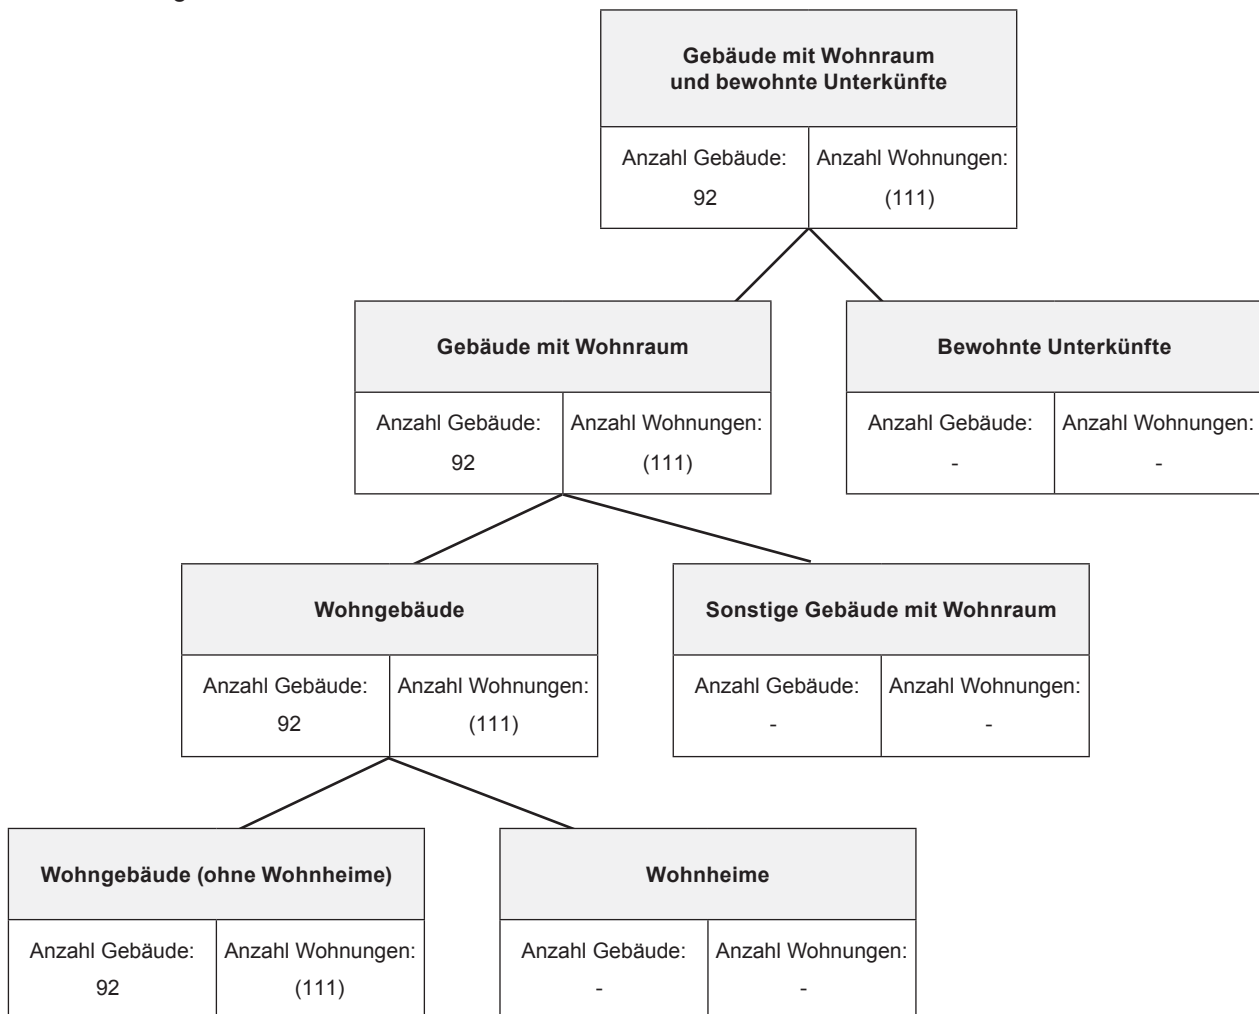 Gebäude mit Wohnraum
und bewohnte Unterkünfte
Anzahl Gebäude: Anzahl Wohnungen:
92 (111)
Gebäude mit Wohnraum Bewohnte Unterkünfte
Anzahl Gebäude: Anzahl Wohnungen: Anzahl Gebäude: Anzahl Wohnungen:
92 (111) - -
Wohngebäude Sonstige Gebäude mit Wohnraum
Anzahl Gebäude: Anzahl Wohnungen: Anzahl Gebäude: Anzahl Wohnungen:
92 (111) - -
Wohngebäude (ohne Wohnheime) Wohnheime
Anzahl Gebäude: Anzahl Wohnungen: Anzahl Gebäude: Anzahl Wohnungen:
92 (111) - -